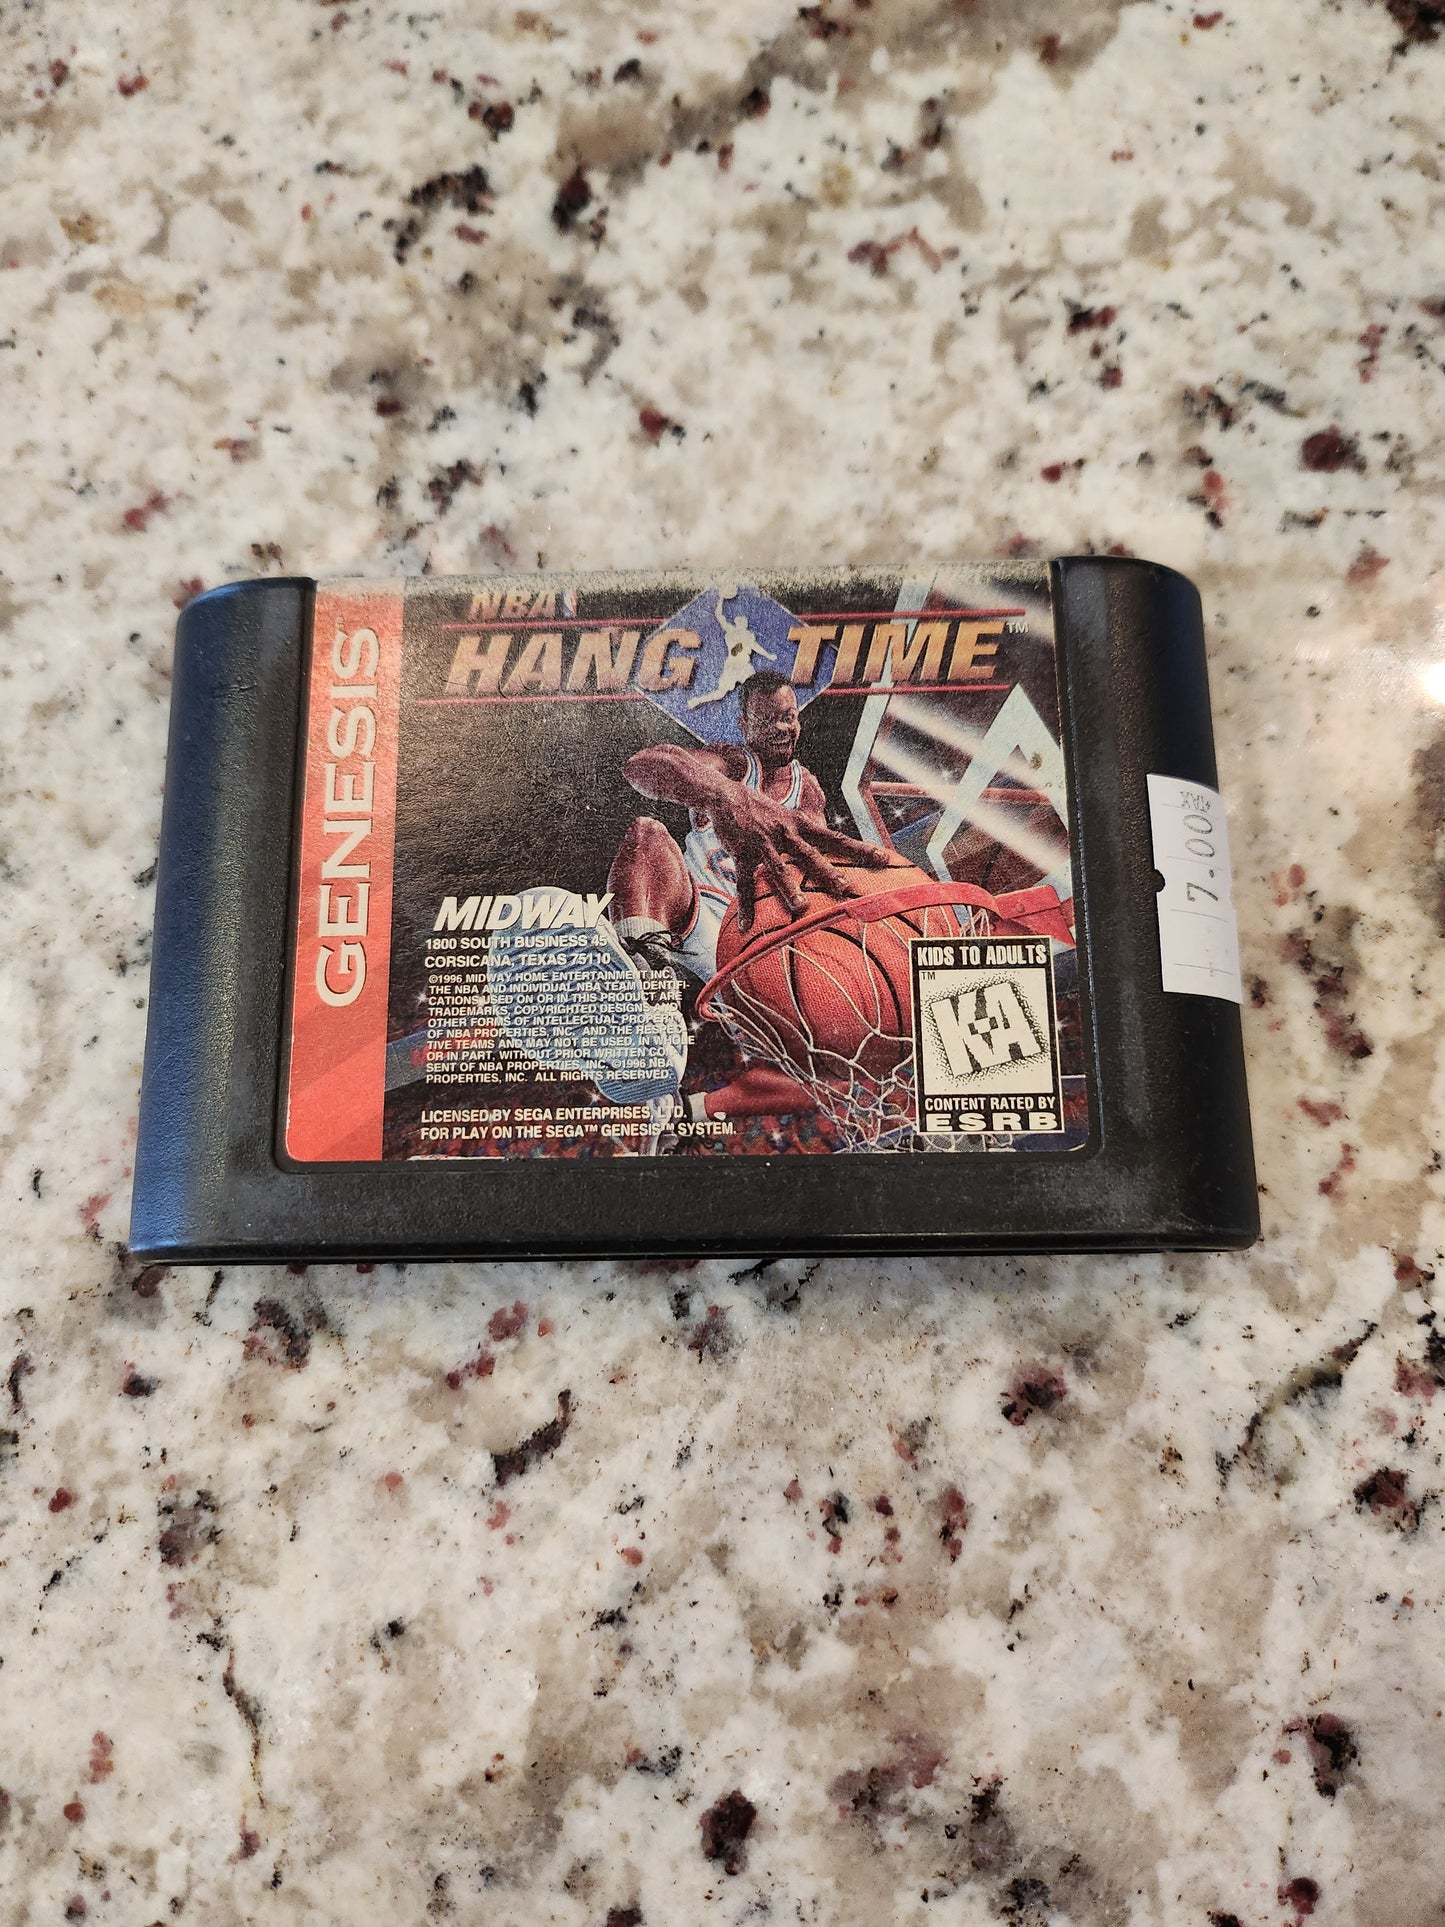 GENESIS
NBA
HANG TIME™
MIDWAY
1800 SOUTH BUSINESS 45
CORSICANA, TEXAS 75110
©1996 MIDWAY HOME ENTERTAINMENT INC.
THE NBA AND INDIVIDUAL NBA TEAM IDENTIFI-
CATIONS USED ON OR IN THIS PRODUCT ARE
TRADEMARKS, COPYRIGHTED DESIGNS AND
OTHER FORMS OF INTELLECTUAL PROPERTY
OF NBA PROPERTIES, INC. AND THE RESPEC-
TIVE TEAMS AND MAY NOT BE USED, IN WHOLE
OR IN PART, WITHOUT PRIOR WRITTEN CON-
SENT OF NBA PROPERTIES, INC. ©1996 NBA
PROPERTIES, INC. ALL RIGHTS RESERVED.
LICENSED BY SEGA ENTERPRISES, LTD.
FOR PLAY ON THE SEGA™ GENESIS™ SYSTEM.
KIDS TO ADULTS
™
K-A
CONTENT RATED BY
ESRB
7.00
+TAX